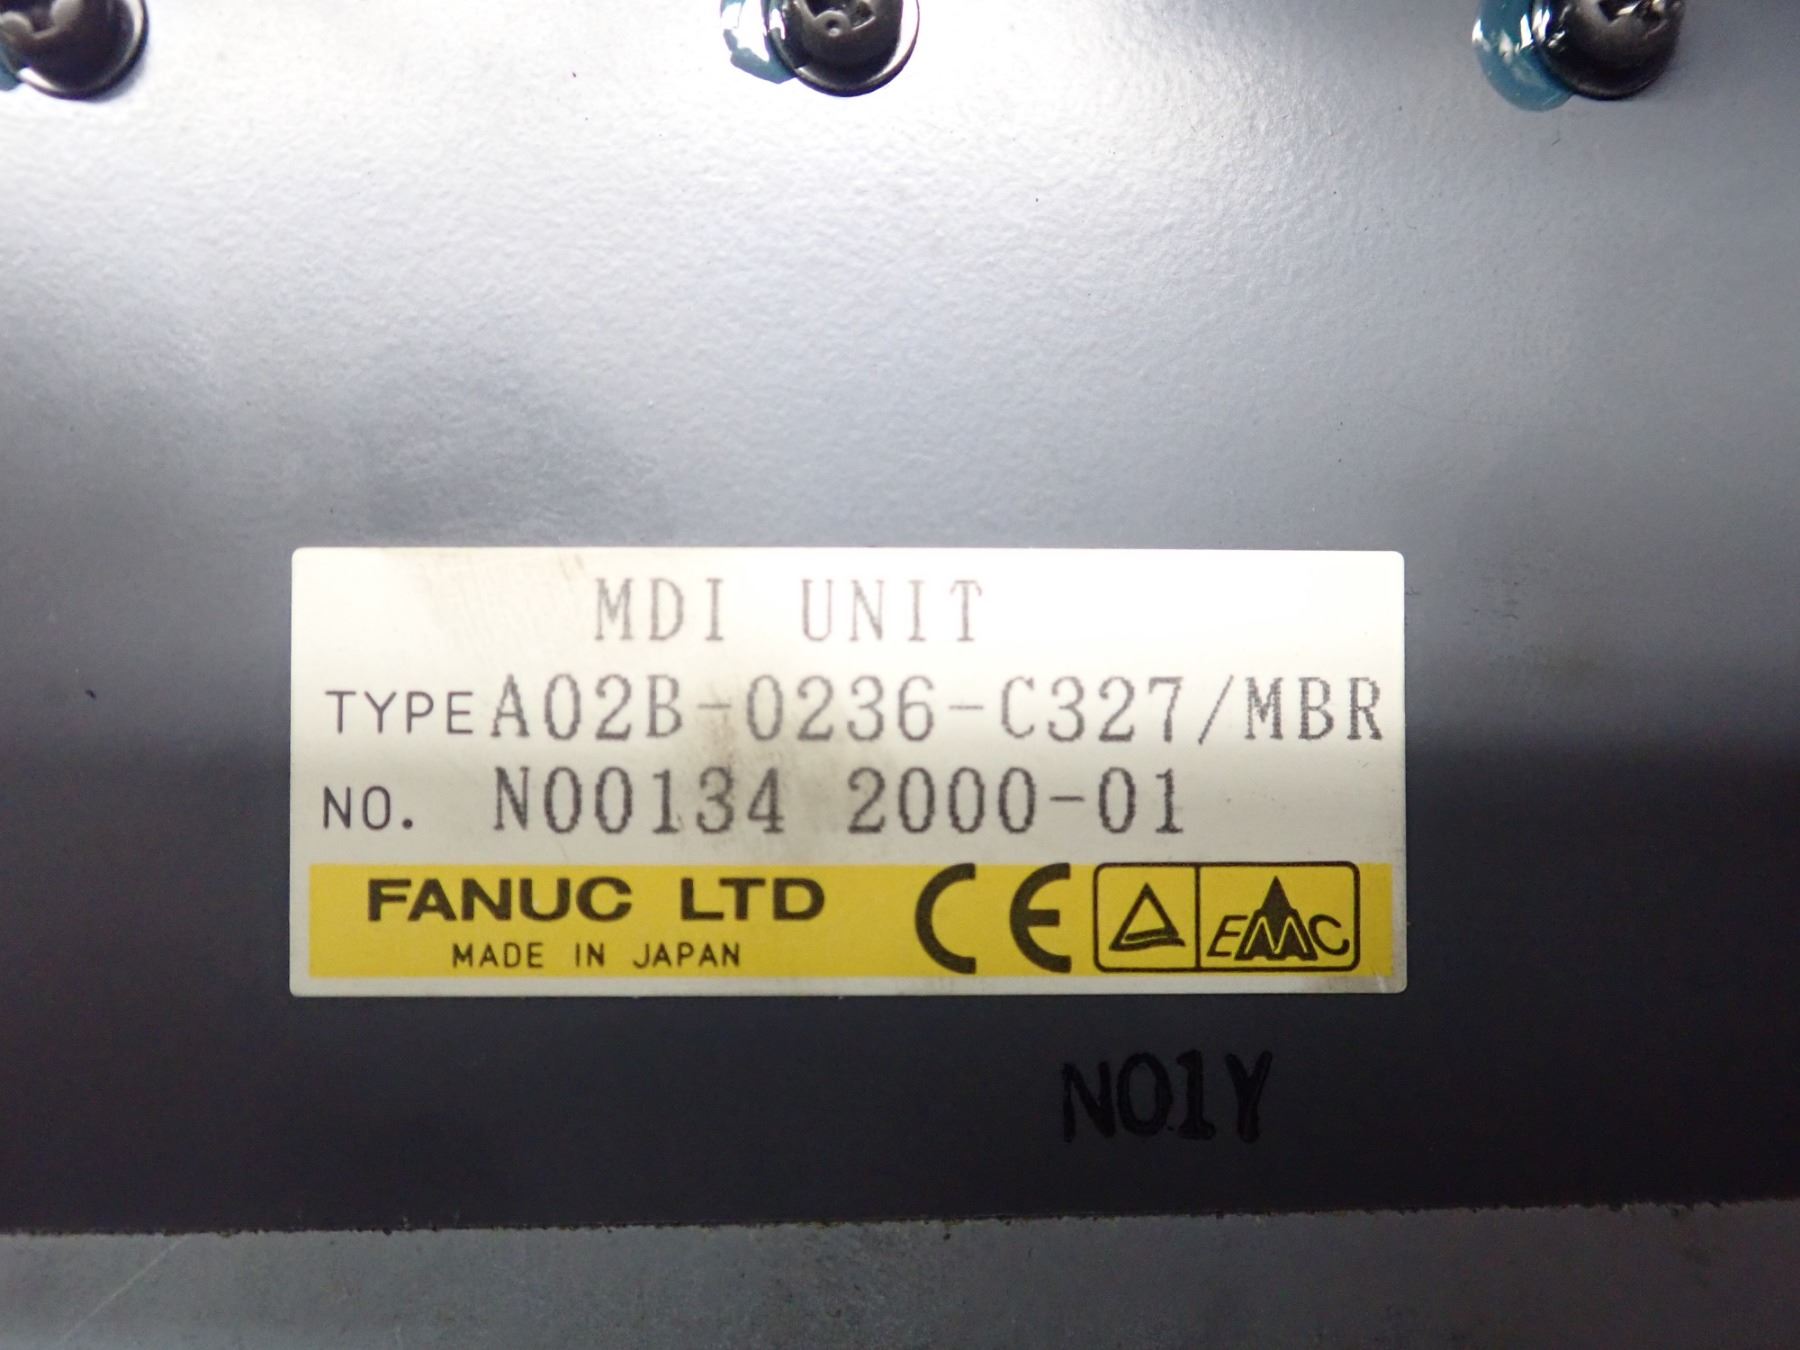 MDI UNIT
TYPE A02B-0236-C327/MBR
NO. N00134 2000-01
FANUC LTD
MADE IN JAPAN
CE
EMC
N01Y